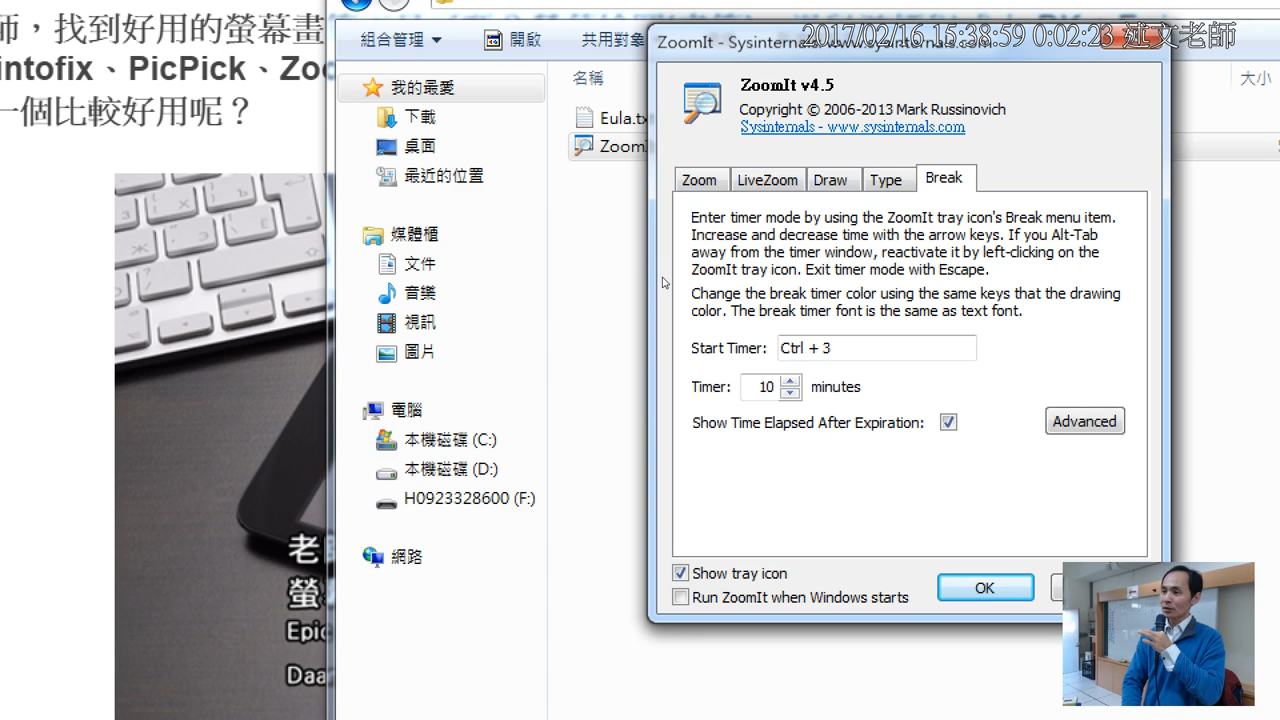 師，找到好用的螢幕畫
intofix、PicPick、Zoo
一個比較好用呢？
老
螢
Epic
Daa
組合管理
開啟
共用對象
名稱
大小
我的最愛
下載
桌面
最近的位置
媒體櫃
文件
音樂
視訊
圖片
電腦
本機磁碟 (C:)
本機磁碟 (D:)
H0923328600 (F:)
網路
Eula.tx
ZoomI
ZoomIt - Sysinternals: www.sysinternals.com
2017/02/16 15:38:59 0:02:23 述文老師
ZoomIt v4.5
Copyright © 2006-2013 Mark Russinovich
Sysinternals - www.sysinternals.com
Zoom
LiveZoom
Draw
Type
Break
Enter timer mode by using the ZoomIt tray icon's Break menu item.
Increase and decrease time with the arrow keys. If you Alt-Tab
away from the timer window, reactivate it by left-clicking on the
ZoomIt tray icon. Exit timer mode with Escape.
Change the break timer color using the same keys that the drawing
color. The break timer font is the same as text font.
Start Timer: Ctrl + 3
Timer: 10 minutes
Show Time Elapsed After Expiration:
Advanced
Show tray icon
Run ZoomIt when Windows starts
OK